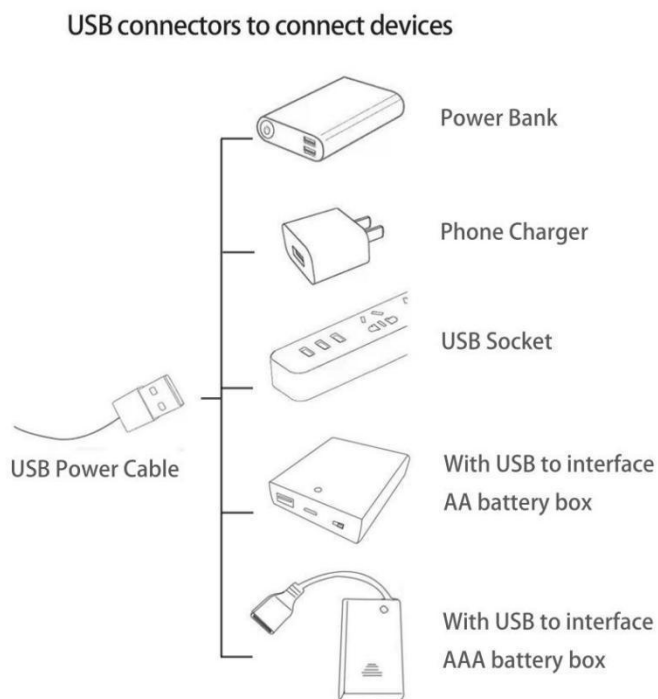 USB connectors to connect devices
Power Bank
Phone Charger
USB Socket
USB Power Cable
With USB to interface
AA battery box
With USB to interface
AAA battery box